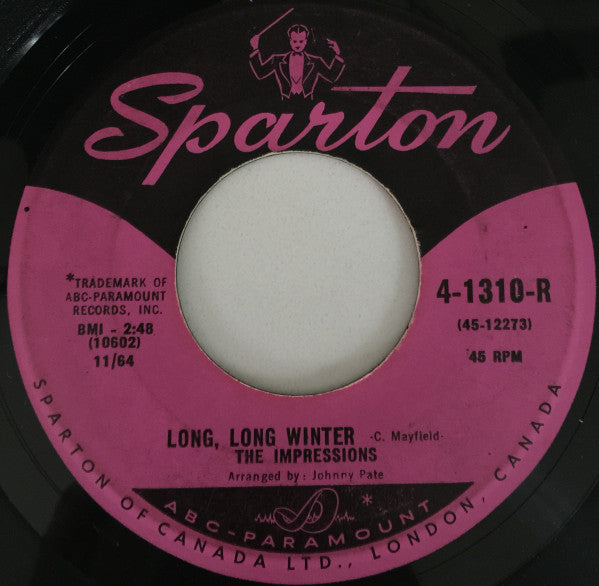 Sparton
*TRADEMARK OF
ABC-PARAMOUNT
RECORDS, INC.
BMI - 2:48
(10602)
11/64
4-1310-R
(45-12273)
45 RPM
LONG, LONG WINTER -C. Mayfield-
THE IMPRESSIONS
Arranged by: Johnny Pate
*
ABC-PARAMOUNT
SPARTON OF CANADA LTD., LONDON, CANADA